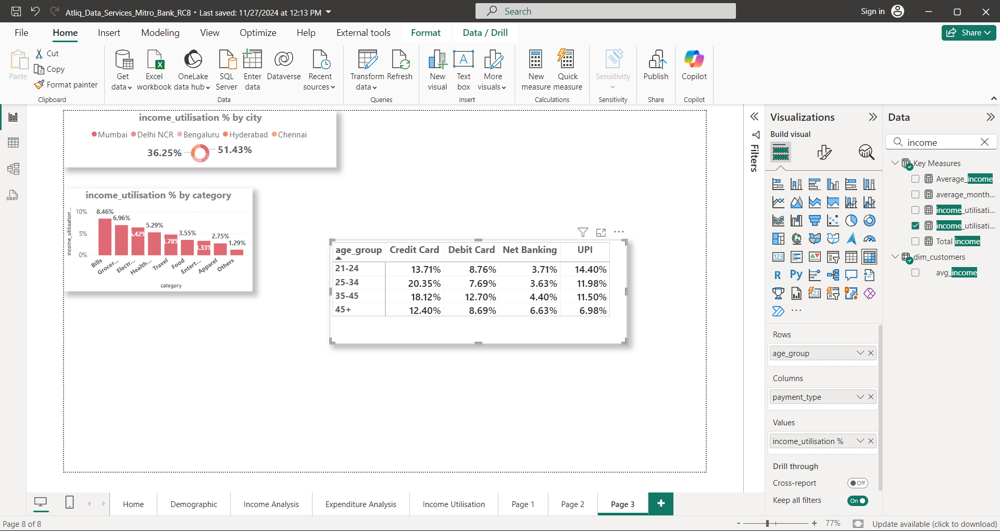 Atliq_Data_Services_Mitro_Bank_RC8 • Last saved: 11/27/2024 at 12:13 PM
Search
Sign in
File
Home
Insert
Modeling
View
Optimize
Help
External tools
Format
Data / Drill
Share
Paste
Cut
Copy
Format painter
Get data
Excel workbook
OneLake data hub
SQL Server
Enter data
Dataverse
Recent sources
Transform data
Refresh
New visual
Text box
More visuals
New measure
Quick measure
Sensitivity
Publish
Copilot
Clipboard
Data
Queries
Insert
Calculations
Sensitivity
Share
Copilot
income_utilisation % by city
Mumbai Delhi NCR Bengaluru Hyderabad Chennai
36.25% 51.43%
income_utilisation % by category
income_utilisation ...
10%
5%
0%
8.46%
6.96%
5.29%
3.55%
2.75%
1.29%
Bills
Grocer...
Electr...
Health...
Travel
Food
Entert...
Apparel
Others
category
age_group Credit Card Debit Card Net Banking UPI
21-24 13.71% 8.76% 3.71% 14.40%
25-34 20.35% 7.69% 3.63% 11.98%
35-45 18.12% 12.70% 4.40% 11.50%
45+ 12.40% 8.69% 6.63% 6.98%
Filters
Visualizations
Build visual
123
R
Py
123
...
Rows
age_group
Columns
payment_type
Values
income_utilisation %
Drill through
Cross-report
Off
Keep all filters
On
Data
income
Key Measures
Average_income
average_month...
income_utilisati...
income_utilisati...
Total income
dim_customers
avg_income
DAX
A
Home
Demographic
Income Analysis
Expenditure Analysis
Income Utilisation
Page 1
Page 2
Page 3
+
Page 8 of 8
- + 77%
Update available (click to download)